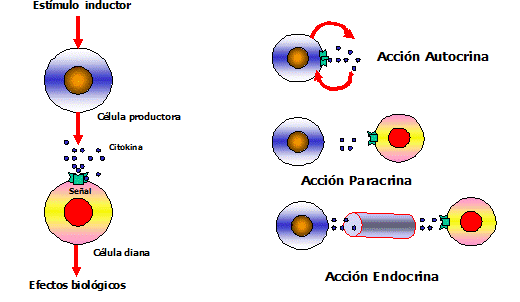 Estímulo inductor
Célula productora
Citokina
Señal
Célula diana
Efectos biológicos
Acción Autocrina
Acción Paracrina
Acción Endocrina